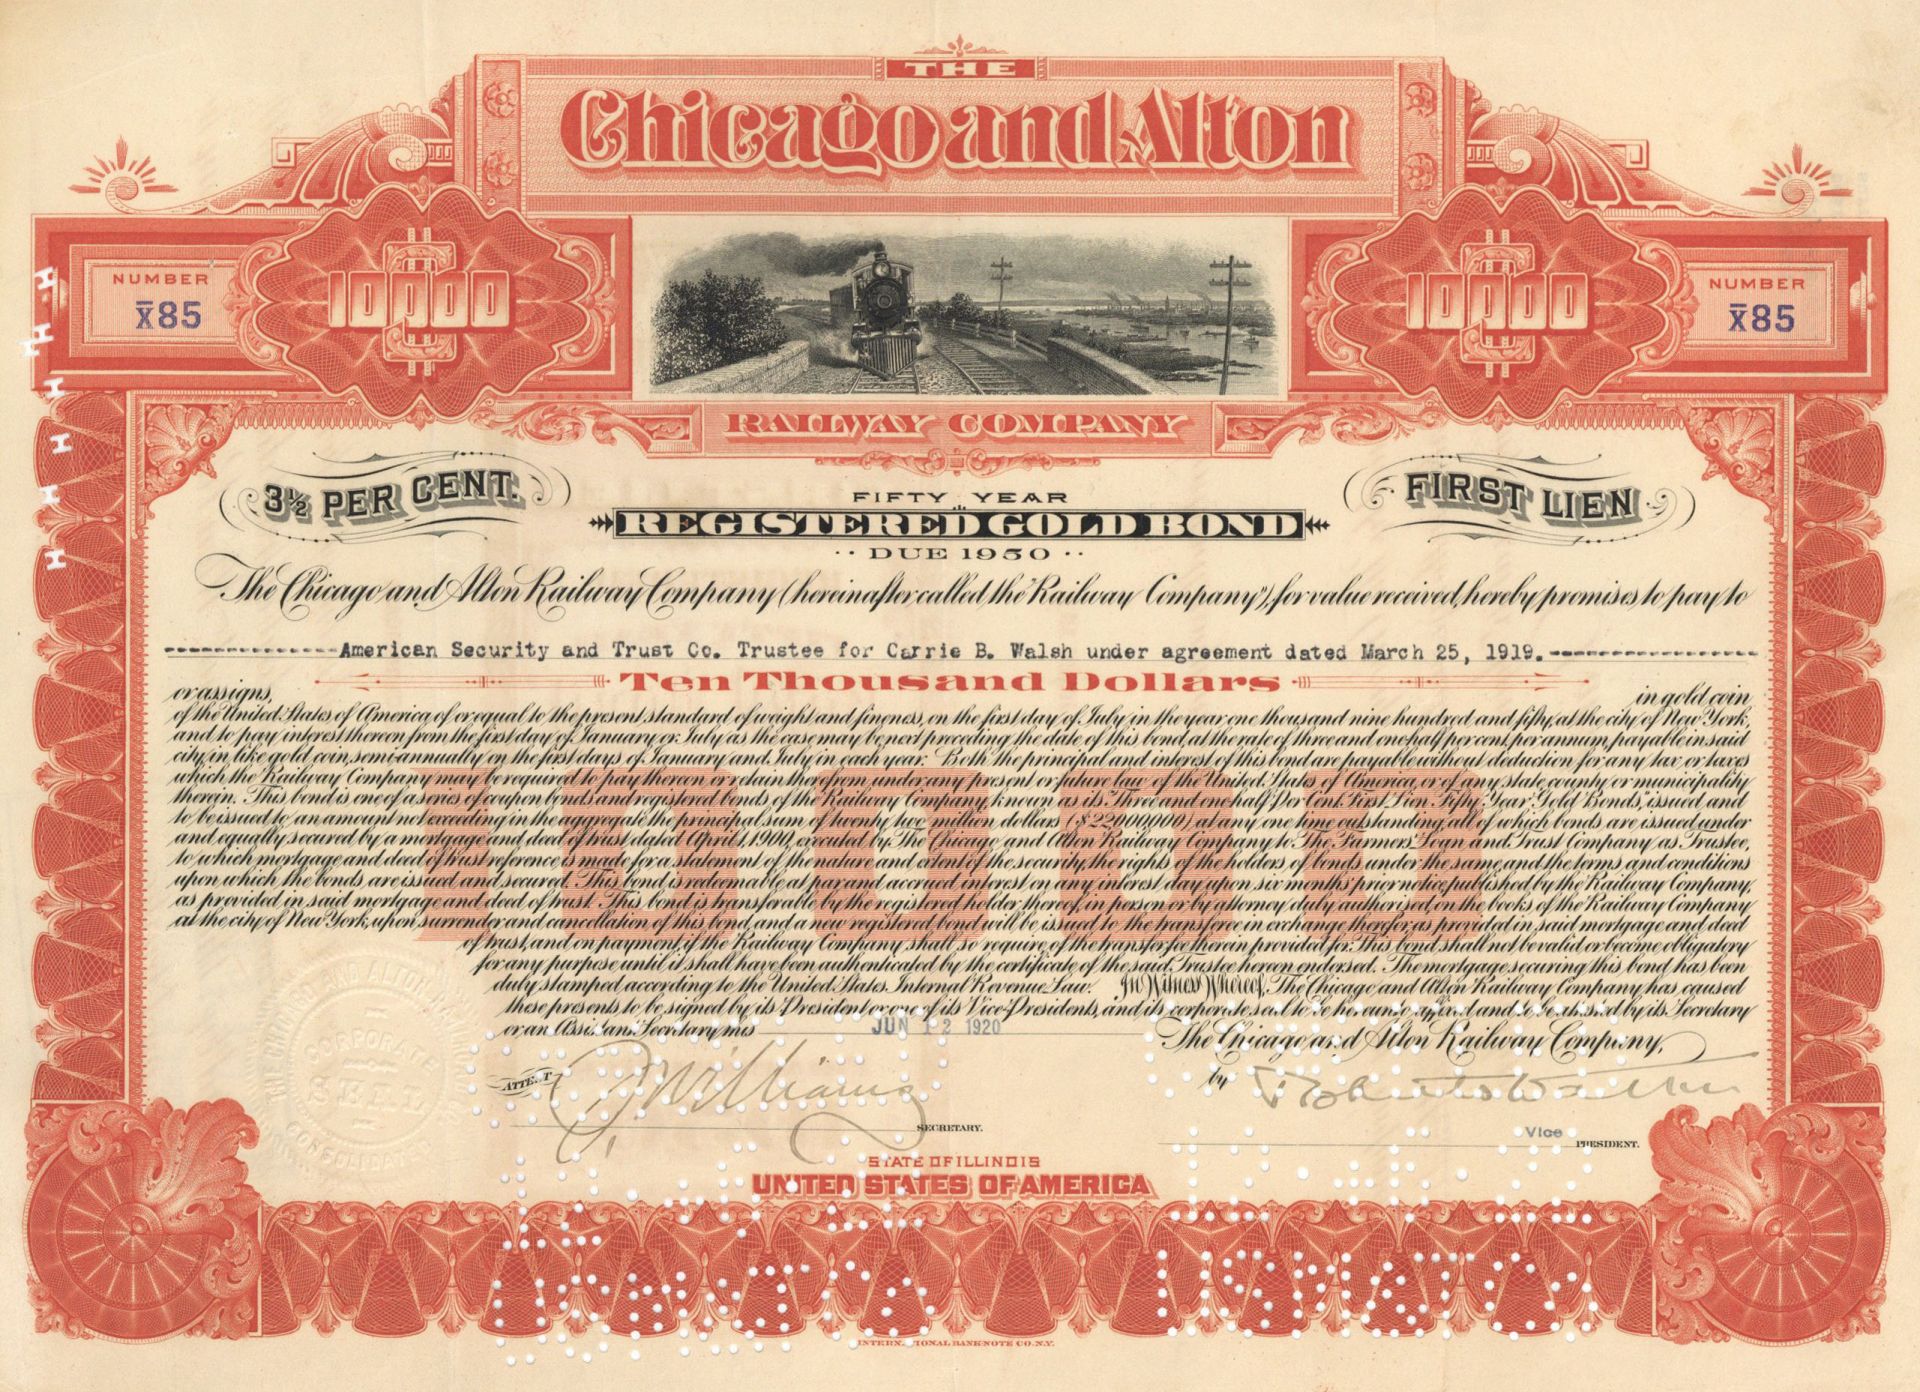 THE
Chicago and Alton
NUMBER
X85
$10000
$10000
NUMBER
X85
RAILWAY COMPANY
3½ PER CENT.
FIFTY YEAR
FIRST LIEN
REGISTERED GOLD BOND
DUE 1950
The Chicago and Alton Railway Company (hereinafter called the "Railway Company"), for value received, hereby promises to pay to
American Security and Trust Co. Trustee for Carrie B. Walsh under agreement dated March 25, 1919.
or assigns, Ten Thousand Dollars in gold coin
of the United States of America of or equal to the present standard of weight and fineness, on the first day of July in the year one thousand nine hundred and fifty, at the city of New York,
and to pay interest thereon from the first day of January or July as the case may be next preceding the date of this bond, at the rate of three and one half per cent. per annum, payable in said
city, in like gold coin, semi-annually on the first days of January and July in each year. Both the principal and interest of this bond are payable without deduction for any tax or taxes
which the Railway Company may be required to pay thereon or retain therefrom under any present or future law of the United States of America or of any state, county or municipality
therein. This bond is one of a series of coupon bonds and registered bonds of the Railway Company, known as its "Three and one half Per Cent. First Lien Fifty Year Gold Bonds," issued and
to be issued to an amount not exceeding in the aggregate the principal sum of twenty two million dollars ($22,000,000) at any one time outstanding, all of which bonds are issued under
and equally secured by a mortgage and deed of trust dated April 1, 1900, executed by The Chicago and Alton Railway Company to The Farmers' Loan and Trust Company as Trustee,
to which mortgage and deed of trust reference is made for a statement of the nature and extent of the security, the rights of the holders of bonds under the same, and the terms and conditions
upon which the bonds are issued and secured. This bond is redeemable at par and accrued interest on any interest day upon six months' prior notice published by the Railway Company,
as provided in said mortgage and deed of trust. This bond is transferable by the registered holder thereof, in person or by attorney duly authorised, on the books of the Railway Company
at the city of New York, upon surrender and cancellation of this bond, and a new registered bond will be issued to the transferee in exchange therefor, as provided in said mortgage and deed
of trust, and on payment, if the Railway Company shall so require, of the transfer fee therein provided for. This bond shall not be valid or become obligatory
for any purpose until it shall have been authenticated by the certificate of the said Trustee hereon endorsed. The mortgage securing this bond has been
duly stamped according to the United States Internal Revenue Law. In Witness Whereof, The Chicago and Alton Railway Company has caused
these presents to be signed by its President or one of its Vice-Presidents, and its corporate seal to be hereunto affixed and to be attested by its Secretary
or an Assistant Secretary, this JUN 12 1920
The Chicago and Alton Railway Company,
ATTEST Williams by
SECRETARY.
Vice PRESIDENT.
CORPORATE
SEAL
STATE OF ILLINOIS
UNITED STATES OF AMERICA
INTERNATIONAL BANK NOTE CO. N.Y.